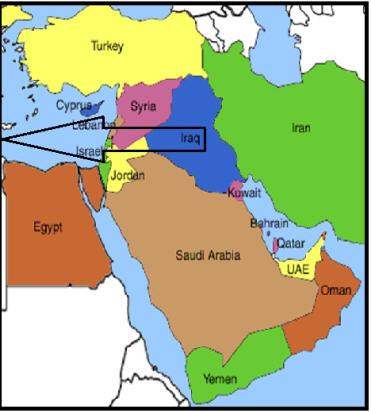 Turkey
Cyprus
Syria
Lebanon
Iraq
Iran
Israel
Jordan
Kuwait
Egypt
Bahrain
Qatar
Saudi Arabia
UAE
Oman
Yemen